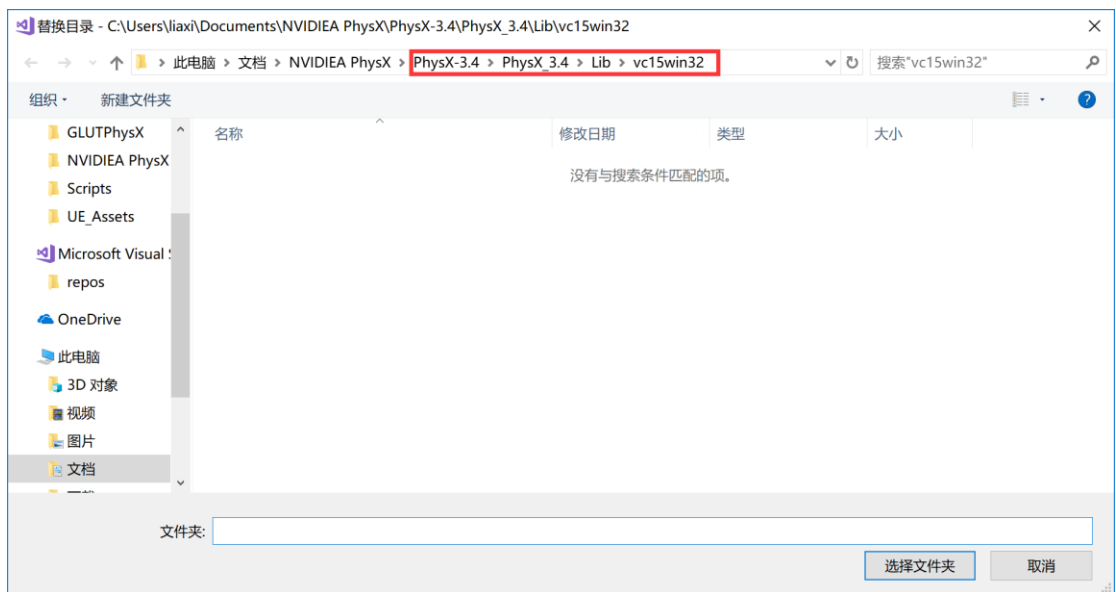 替换目录 - C:\Users\liaxi\Documents\NVIDIEA PhysX\PhysX-3.4\PhysX_3.4\Lib\vc15win32
此电脑 > 文档 > NVIDIEA PhysX > PhysX-3.4 > PhysX_3.4 > Lib > vc15win32
搜索"vc15win32"
组织 新建文件夹
名称 修改日期 类型 大小
没有与搜索条件匹配的项。
GLUTPhysX
NVIDIEA PhysX
Scripts
UE_Assets
Microsoft Visual
repos
OneDrive
此电脑
3D 对象
视频
图片
文档
文件夹:
选择文件夹 取消